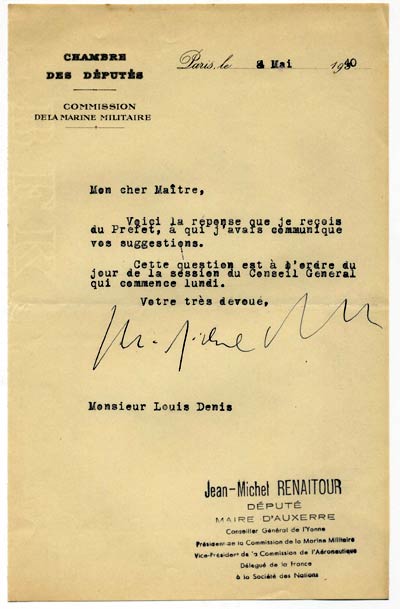 CHAMBRE
DES DÉPUTÉS
COMMISSION
DE LA MARINE MILITAIRE
Paris, le Mai 1940
Mon cher Maître,
Voici la réponse que je reçois
du Préfet, à qui j'avais communiqué
vos suggestions.
Cette question est à l'ordre du
jour de la session du Conseil Général
qui commence lundi.
Votre très dévoué,
Monsieur Louis Denis
Jean-Michel RENAITOUR
DÉPUTÉ
MAIRE D'AUXERRE
Conseiller Général de l'Yonne
Président de la Commission de la Marine Militaire
Vice-Président de la Commission de l'Aéronautique
Délégué de la France
à la Société des Nations